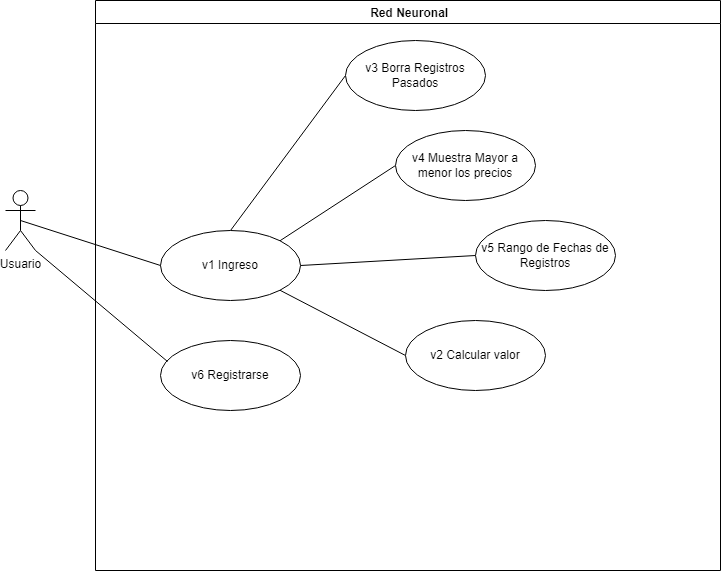 Red Neuronal
v3 Borra Registros
Pasados
v4 Muestra Mayor a
menor los precios
v5 Rango de Fechas de
Registros
v1 Ingreso
Usuario
v2 Calcular valor
v6 Registrarse